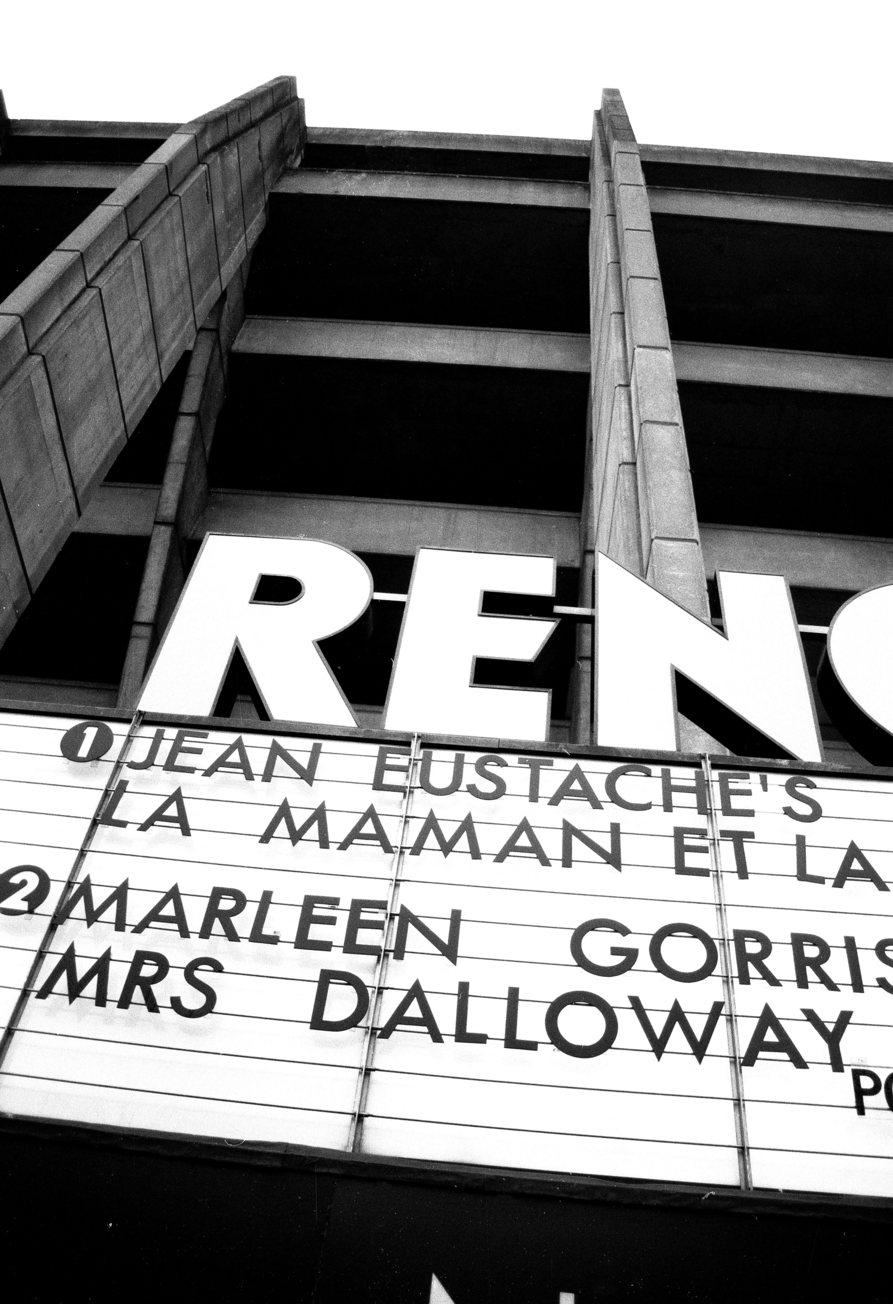 REN
1 JEAN EUSTACHE'S
LA MAMAN ET LA
2 MARLEEN GORRIS
MRS DALLOWAY